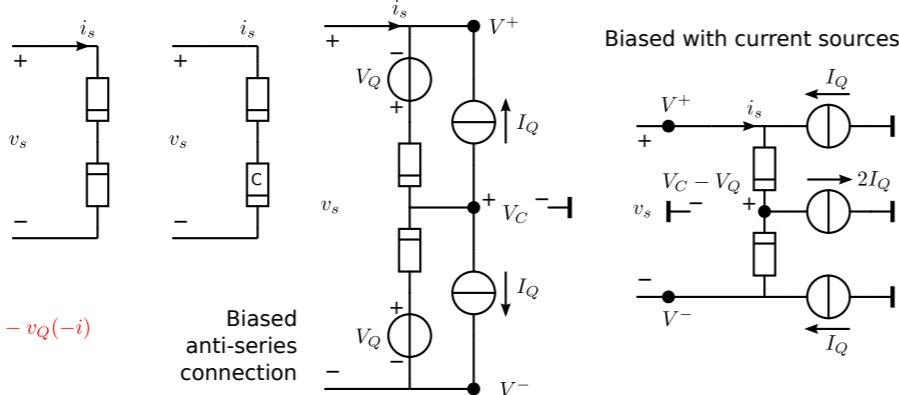 i_s
+
v_s
−
− v_Q(−i)
i_s
+
v_s
C
−
Biased
anti-series
connection
i_s
V^+
+
−
V_Q
+
I_Q
v_s
+ V_C −
I_Q
+
V_Q
−
−
V^−
Biased with current sources
I_Q
V^+
i_s
+
V_C − V_Q
2I_Q
v_s
−
+
−
V^−
I_Q